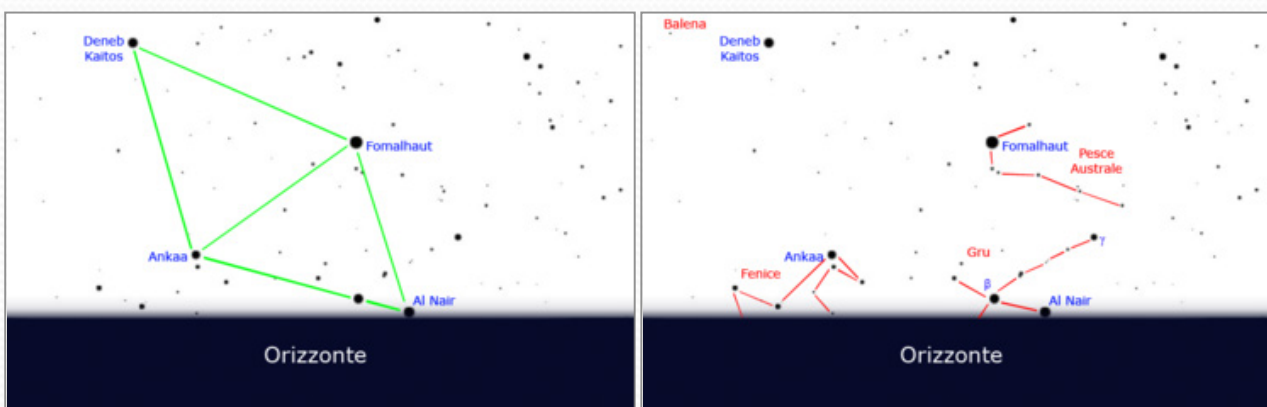 Deneb
Kaitos
Fomalhaut
Ankaa
Al Nair
Orizzonte
Balena
Deneb
Kaitos
Fomalhaut
Pesce
Australe
γ
Gru
Ankaa
Fenice
β
Al Nair
Orizzonte